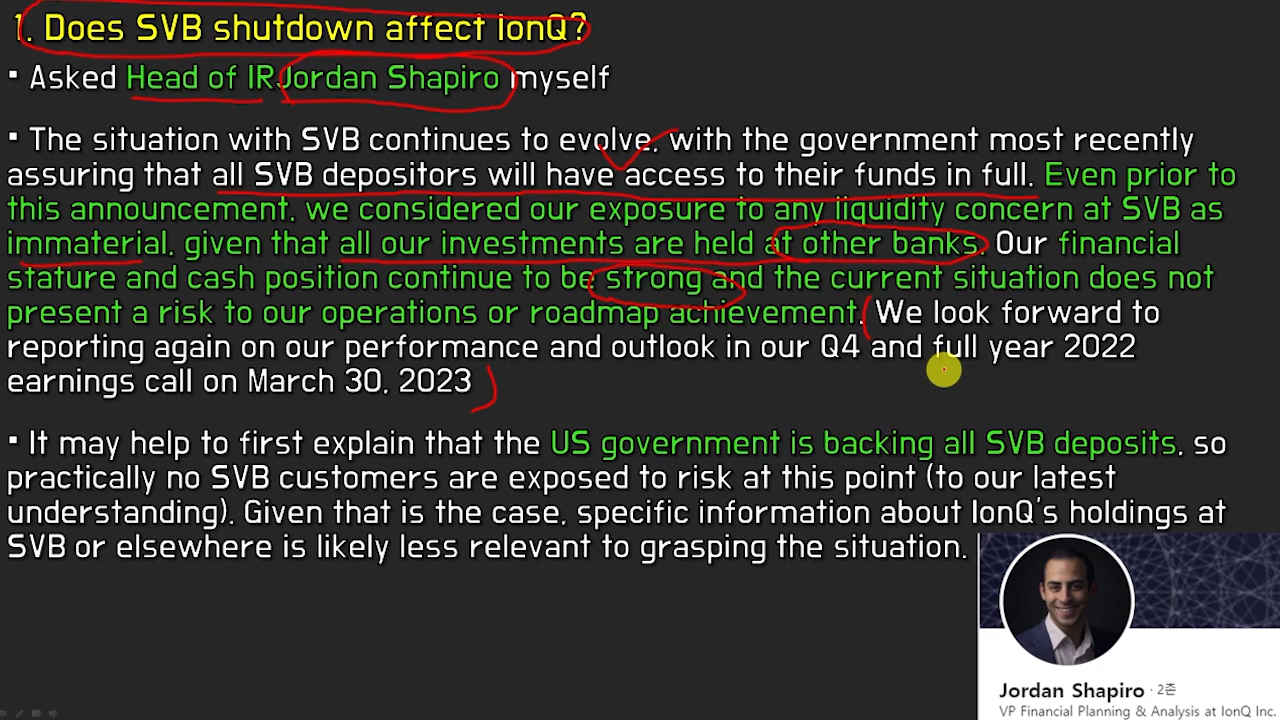 1. Does SVB shutdown affect IonQ?
▪ Asked Head of IR Jordan Shapiro myself
▪ The situation with SVB continues to evolve, with the government most recently
assuring that all SVB depositors will have access to their funds in full. Even prior to
this announcement, we considered our exposure to any liquidity concern at SVB as
immaterial, given that all our investments are held at other banks. Our financial
stature and cash position continue to be strong and the current situation does not
present a risk to our operations or roadmap achievement. We look forward to
reporting again on our performance and outlook in our Q4 and full year 2022
earnings call on March 30, 2023
▪ It may help to first explain that the US government is backing all SVB deposits, so
practically no SVB customers are exposed to risk at this point (to our latest
understanding). Given that is the case, specific information about IonQ's holdings at
SVB or elsewhere is likely less relevant to grasping the situation.
Jordan Shapiro · 2촌
VP Financial Planning & Analysis at IonQ Inc.